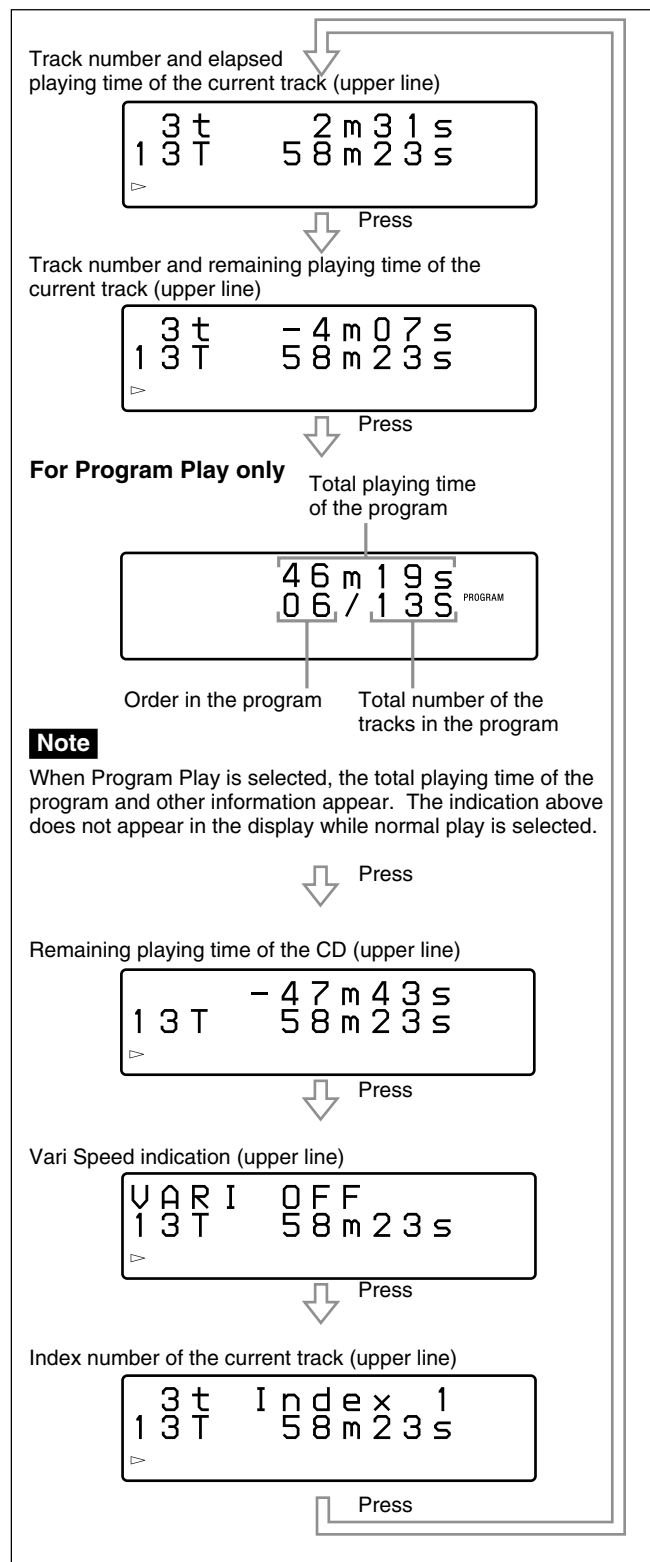 Track number and elapsed
playing time of the current track (upper line)
3t 2m31s
13T 58m23s
Press
Track number and remaining playing time of the
current track (upper line)
3t -4m07s
13T 58m23s
Press
For Program Play only
Total playing time
of the program
46m19s
06/13S PROGRAM
Order in the program
Total number of the
tracks in the program
Note
When Program Play is selected, the total playing time of the
program and other information appear. The indication above
does not appear in the display while normal play is selected.
Press
Remaining playing time of the CD (upper line)
-47m43s
13T 58m23s
Press
Vari Speed indication (upper line)
VARI OFF
13T 58m23s
Press
Index number of the current track (upper line)
3t Index 1
13T 58m23s
Press